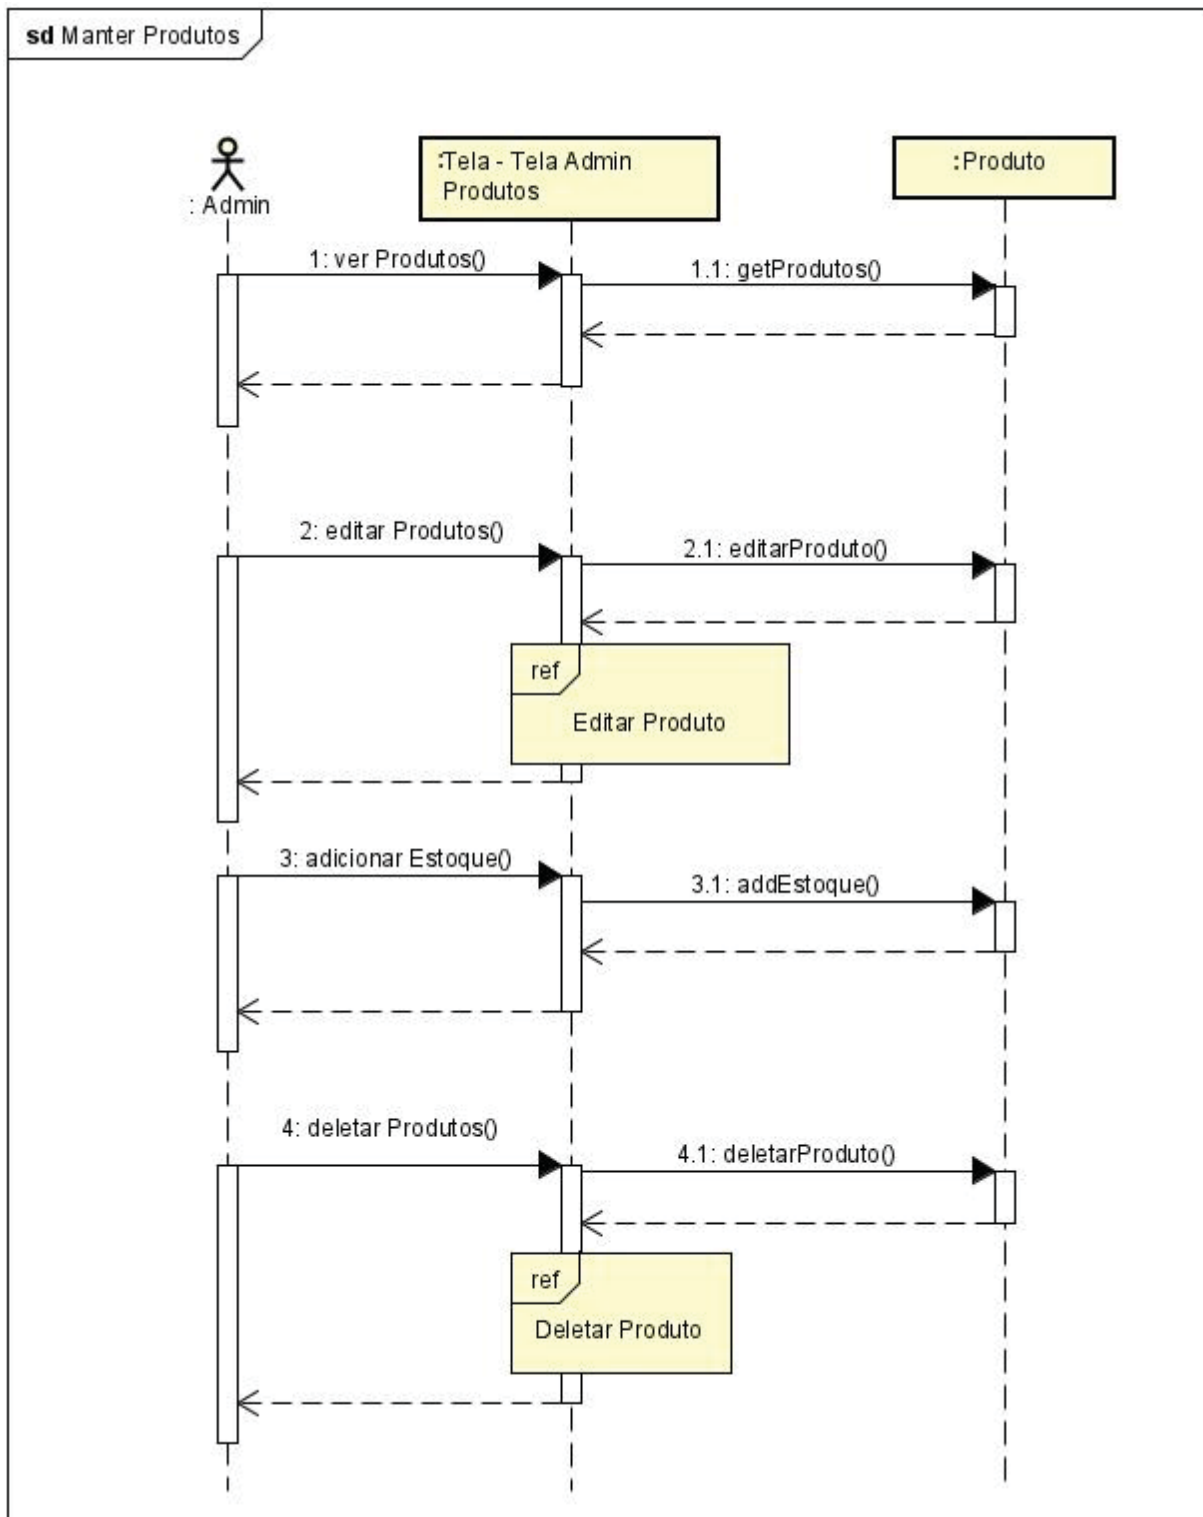 sd Manter Produtos
: Admin
:Tela - Tela Admin
Produtos
:Produto
1: ver Produtos()
1.1: getProdutos()
2: editar Produtos()
2.1: editarProduto()
ref
Editar Produto
3: adicionar Estoque()
3.1: addEstoque()
4: deletar Produtos()
4.1: deletarProduto()
ref
Deletar Produto